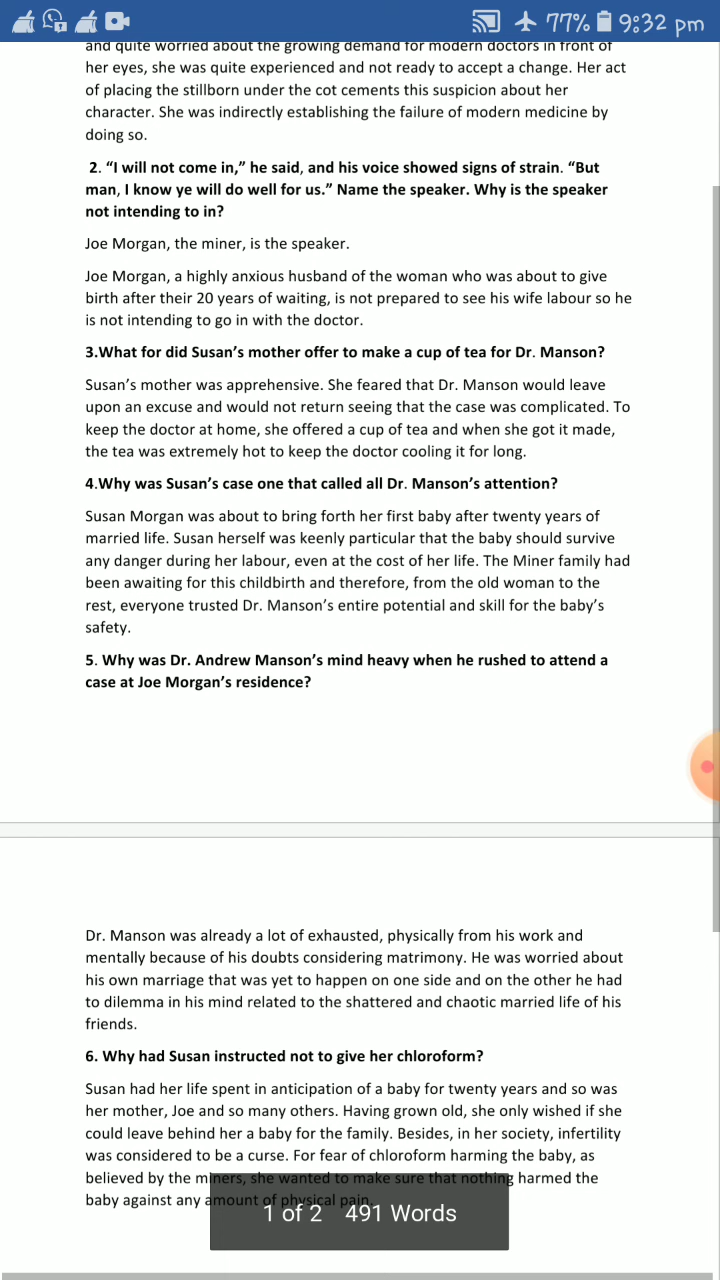 77% 9:32 pm
and quite worried about the growing demand for modern doctors in front of
her eyes, she was quite experienced and not ready to accept a change. Her act
of placing the stillborn under the cot cements this suspicion about her
character. She was indirectly establishing the failure of modern medicine by
doing so.
2. “I will not come in,” he said, and his voice showed signs of strain. “But
man, I know ye will do well for us.” Name the speaker. Why is the speaker
not intending to in?
Joe Morgan, the miner, is the speaker.
Joe Morgan, a highly anxious husband of the woman who was about to give
birth after their 20 years of waiting, is not prepared to see his wife labour so he
is not intending to go in with the doctor.
3.What for did Susan’s mother offer to make a cup of tea for Dr. Manson?
Susan’s mother was apprehensive. She feared that Dr. Manson would leave
upon an excuse and would not return seeing that the case was complicated. To
keep the doctor at home, she offered a cup of tea and when she got it made,
the tea was extremely hot to keep the doctor cooling it for long.
4.Why was Susan’s case one that called all Dr. Manson’s attention?
Susan Morgan was about to bring forth her first baby after twenty years of
married life. Susan herself was keenly particular that the baby should survive
any danger during her labour, even at the cost of her life. The Miner family had
been awaiting for this childbirth and therefore, from the old woman to the
rest, everyone trusted Dr. Manson’s entire potential and skill for the baby’s
safety.
5. Why was Dr. Andrew Manson’s mind heavy when he rushed to attend a
case at Joe Morgan’s residence?
Dr. Manson was already a lot of exhausted, physically from his work and
mentally because of his doubts considering matrimony. He was worried about
his own marriage that was yet to happen on one side and on the other he had
to dilemma in his mind related to the shattered and chaotic married life of his
friends.
6. Why had Susan instructed not to give her chloroform?
Susan had her life spent in anticipation of a baby for twenty years and so was
her mother, Joe and so many others. Having grown old, she only wished if she
could leave behind her a baby for the family. Besides, in her society, infertility
was considered to be a curse. For fear of chloroform harming the baby, as
believed by the miners, she wanted to make sure that nothing harmed the
baby against any amount of physical pain.
1 of 2 491 Words